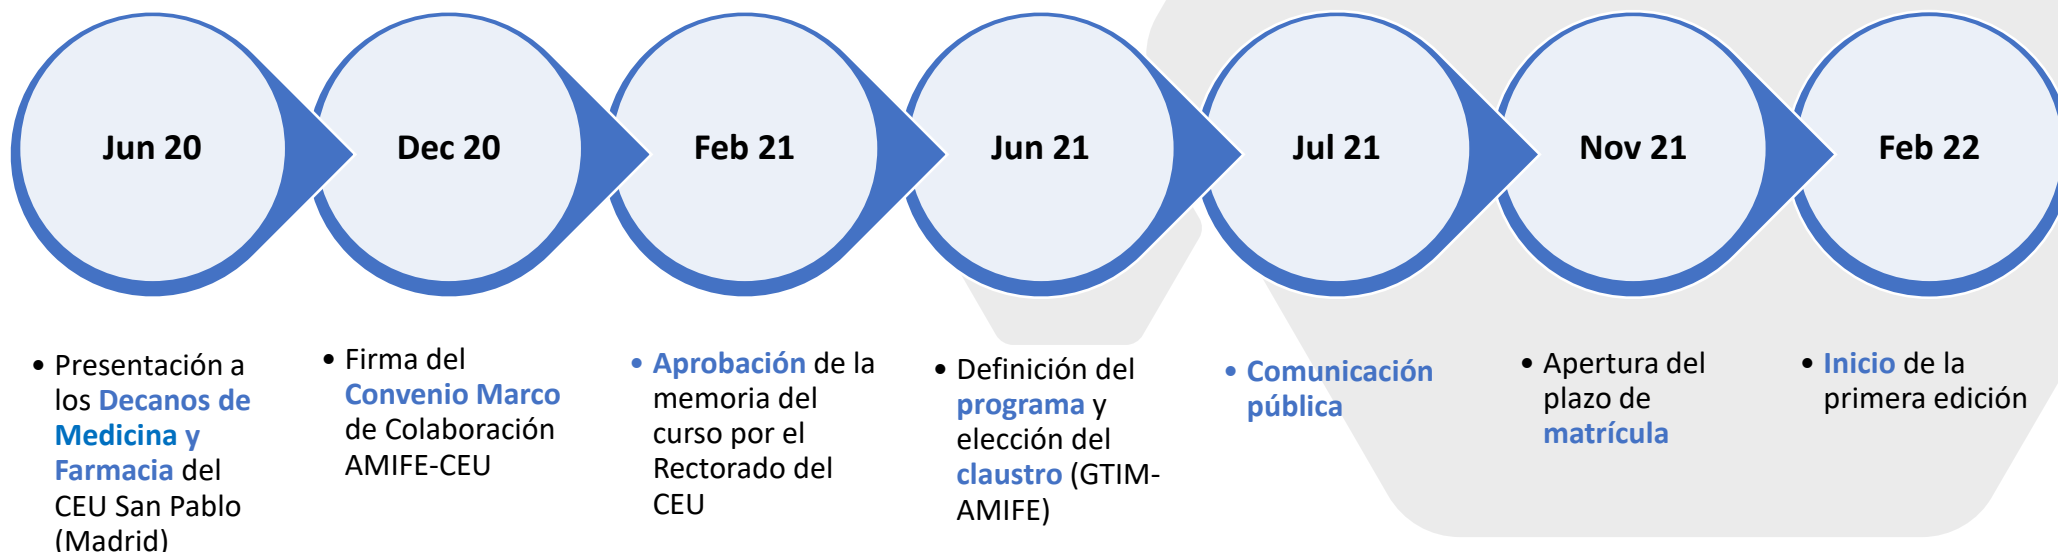 Jun 20
Dec 20
Feb 21
Jun 21
Jul 21
Nov 21
Feb 22
• Presentación a
los Decanos de
Medicina y
Farmacia del
CEU San Pablo
(Madrid)
• Firma del
Convenio Marco
de Colaboración
AMIFE-CEU
• Aprobación de la
memoria del
curso por el
Rectorado del
CEU
• Definición del
programa y
elección del
claustro (GTIM-
AMIFE)
• Comunicación
pública
• Apertura del
plazo de
matrícula
• Inicio de la
primera edición